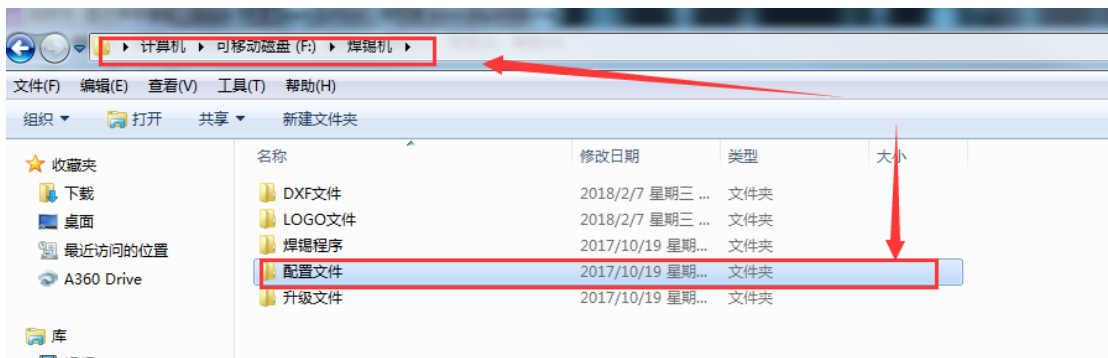 计算机 ▸ 可移动磁盘 (F:) ▸ 焊锡机 ▸
文件(F) 编辑(E) 查看(V) 工具(T) 帮助(H)
组织 ▼ 打开 共享 ▼ 新建文件夹
收藏夹
下载
桌面
最近访问的位置
A360 Drive
库
名称 修改日期 类型 大小
DXF文件 2018/2/7 星期三 ... 文件夹
LOGO文件 2018/2/7 星期三 ... 文件夹
焊锡程序 2017/10/19 星期... 文件夹
配置文件 2017/10/19 星期... 文件夹
升级文件 2017/10/19 星期... 文件夹